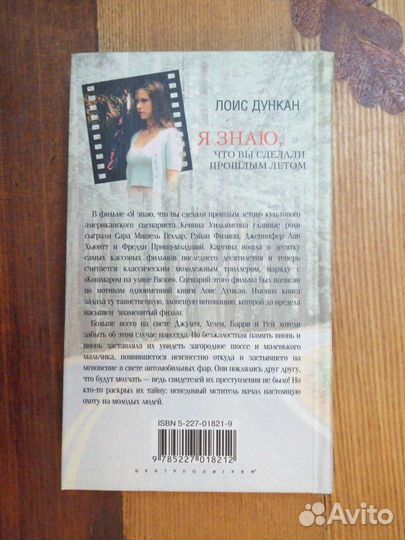 ЛОИС ДУНКАН
Я ЗНАЮ,
ЧТО ВЫ СДЕЛАЛИ
ПРОШЛЫМ ЛЕТОМ
В фильме «Я знаю, что вы сделали прошлым летом» культового
американского сценариста Кевина Уильямсона главные роли
сыграли Сара Мишель Геллар, Райан Филипп, Дженнифер Лав
Хьюитт и Фредди Принц-младший. Картина вошла в десятку
самых кассовых фильмов последнего десятилетия и теперь
считается классическим молодежным триллером, наряду с
«Кошмаром на улице Вязов». Сценарий этого фильма был написан
по мотивам одноименной книги Лоис Дункан. Именно книга
задала ту таинственную, зловещую интонацию, которой до предела
насыщен знаменитый фильм.
Больше всего на свете Джулия, Хелен, Барри и Рей хотели
забыть об этом случае навсегда. Но безжалостная память вновь и
вновь заставляла их увидеть загородное шоссе и маленького
мальчика, появившегося неизвестно откуда и застывшего на
мгновение в свете автомобильных фар. Они поклялись друг другу,
что будут молчать — ведь свидетелей их преступления не было! Но
кто-то раскрыл их тайну: неведомый мститель начал настоящую
охоту на молодых людей.
ISBN 5-227-01821-9
9 785227 018212
ЦЕНТРПОЛИГРАФ
Avito